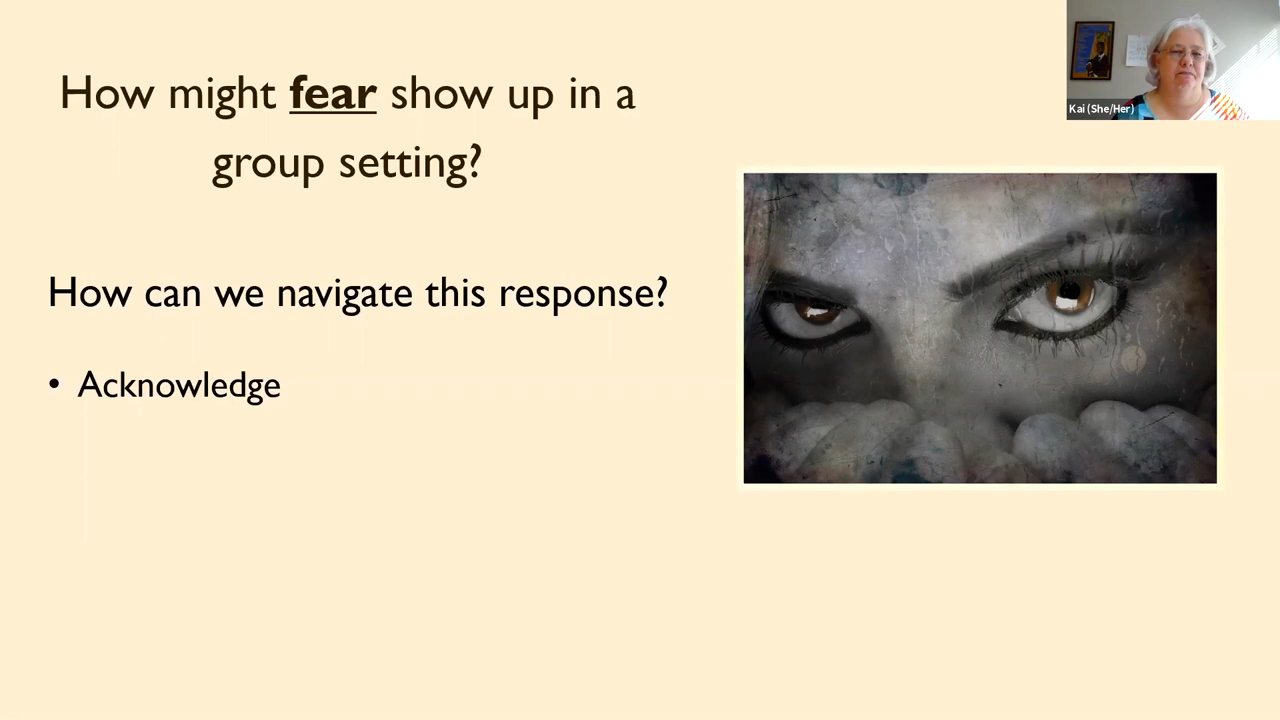 How might fear show up in a
group setting?
How can we navigate this response?
• Acknowledge
Kai (She/Her)